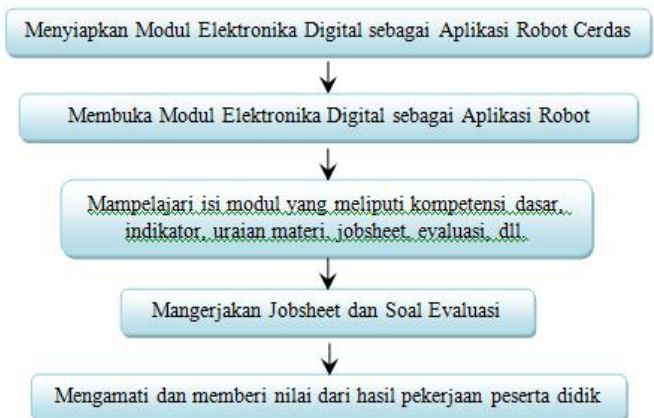 Menyiapkan Modul Elektronika Digital sebagai Aplikasi Robot Cerdas
Membuka Modul Elektronika Digital sebagai Aplikasi Robot
Mampelajari isi modul yang meliputi kompetensi dasar,
indikator, uraian materi, jobsheet, evaluasi, dll.
Mangerjakan Jobsheet dan Soal Evaluasi
Mengamati dan memberi nilai dari hasil pekerjaan peserta didik